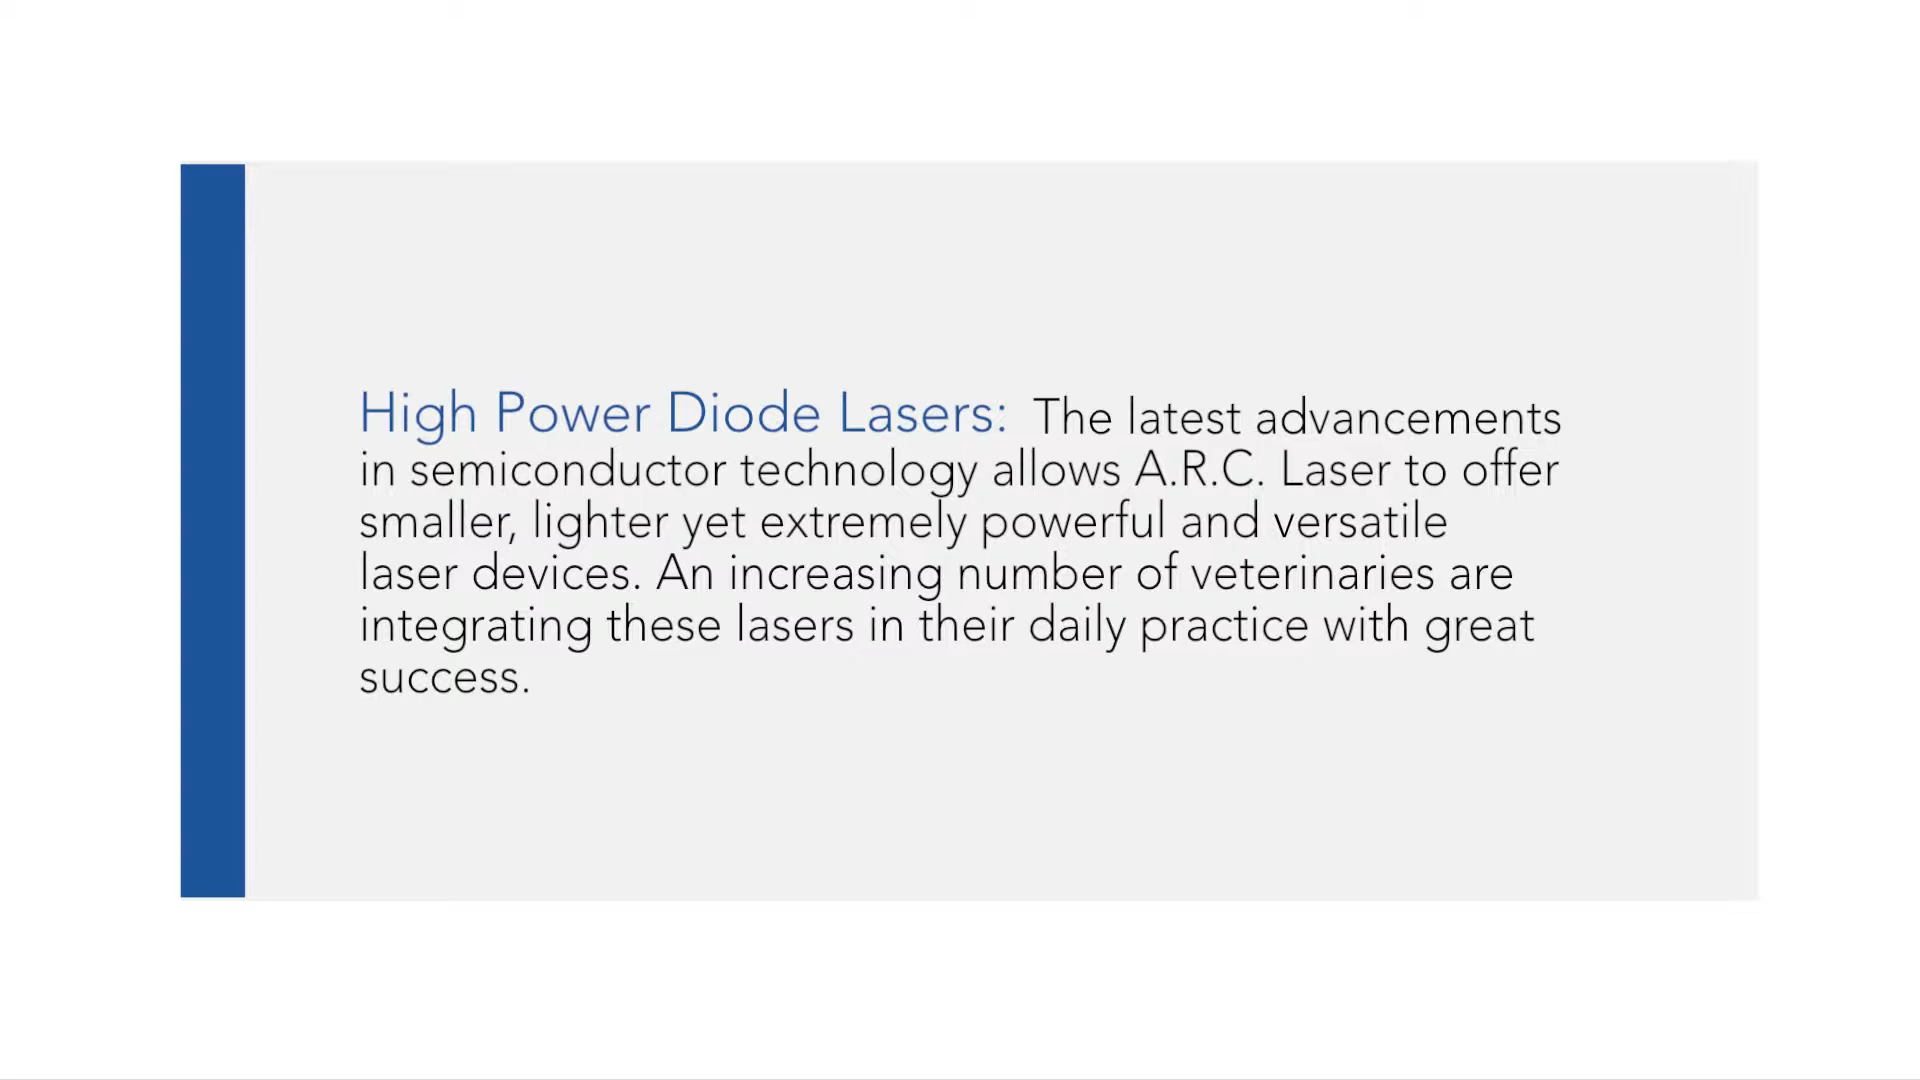 High Power Diode Lasers: The latest advancements
in semiconductor technology allows A.R.C. Laser to offer
smaller, lighter yet extremely powerful and versatile
laser devices. An increasing number of veterinaries are
integrating these lasers in their daily practice with great
success.